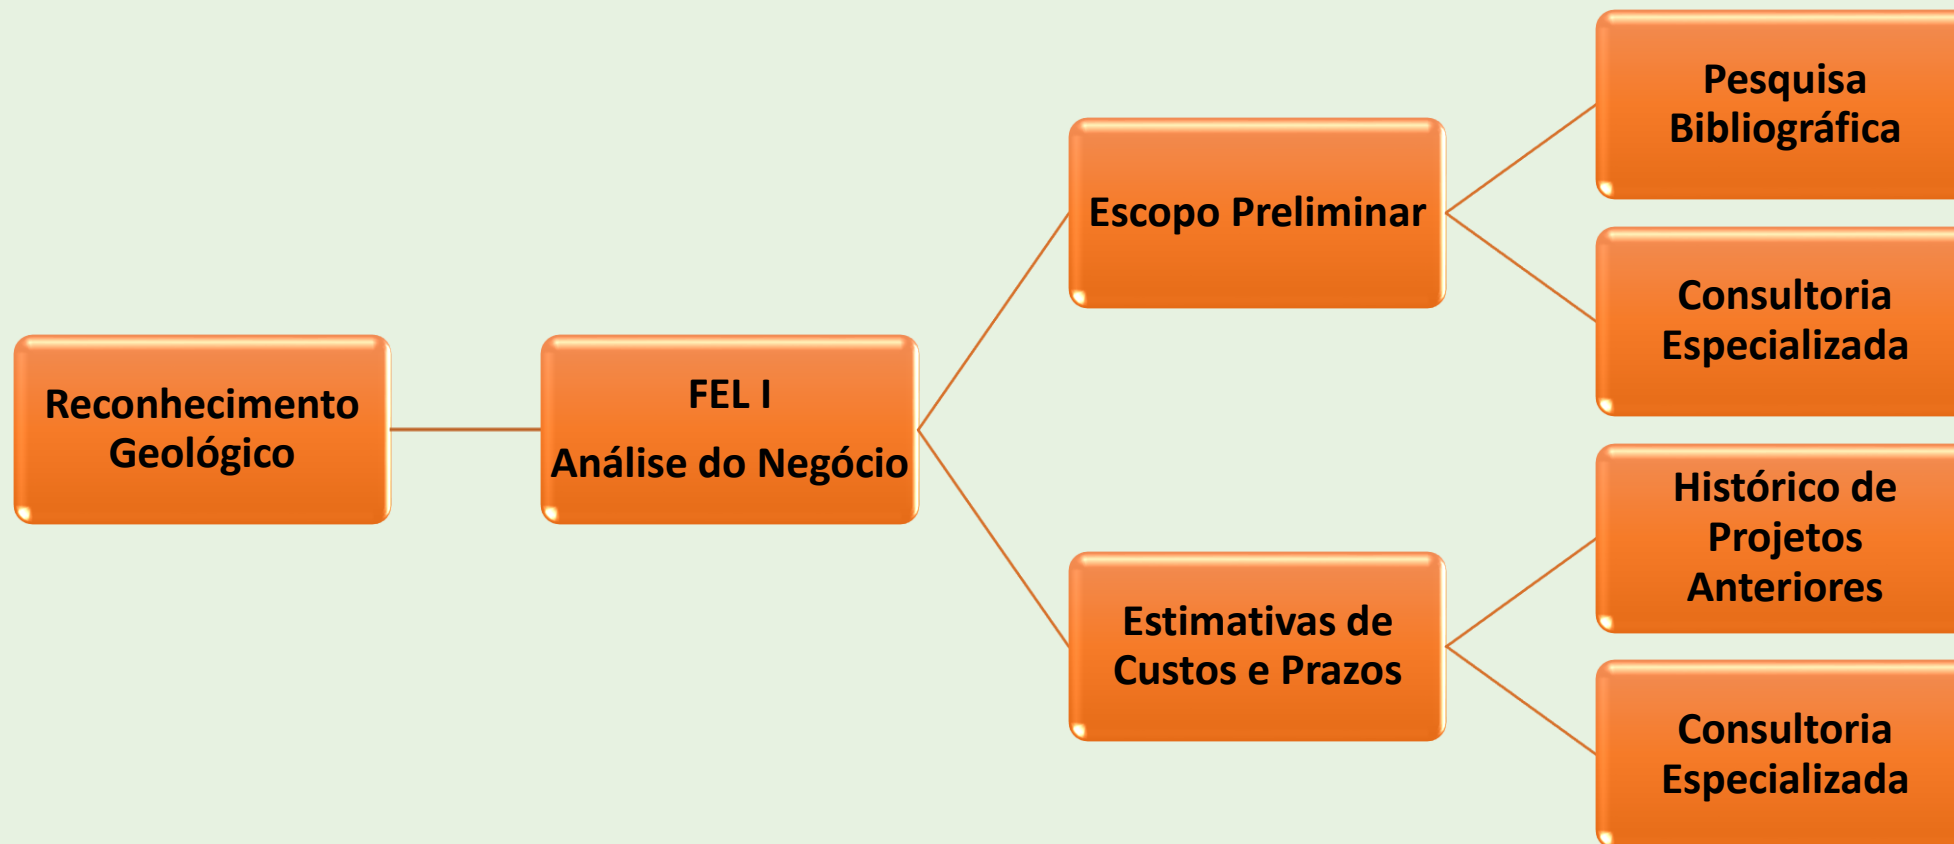 Reconhecimento
Geológico
FEL I
Análise do Negócio
Escopo Preliminar
Pesquisa
Bibliográfica
Consultoria
Especializada
Estimativas de
Custos e Prazos
Histórico de
Projetos
Anteriores
Consultoria
Especializada